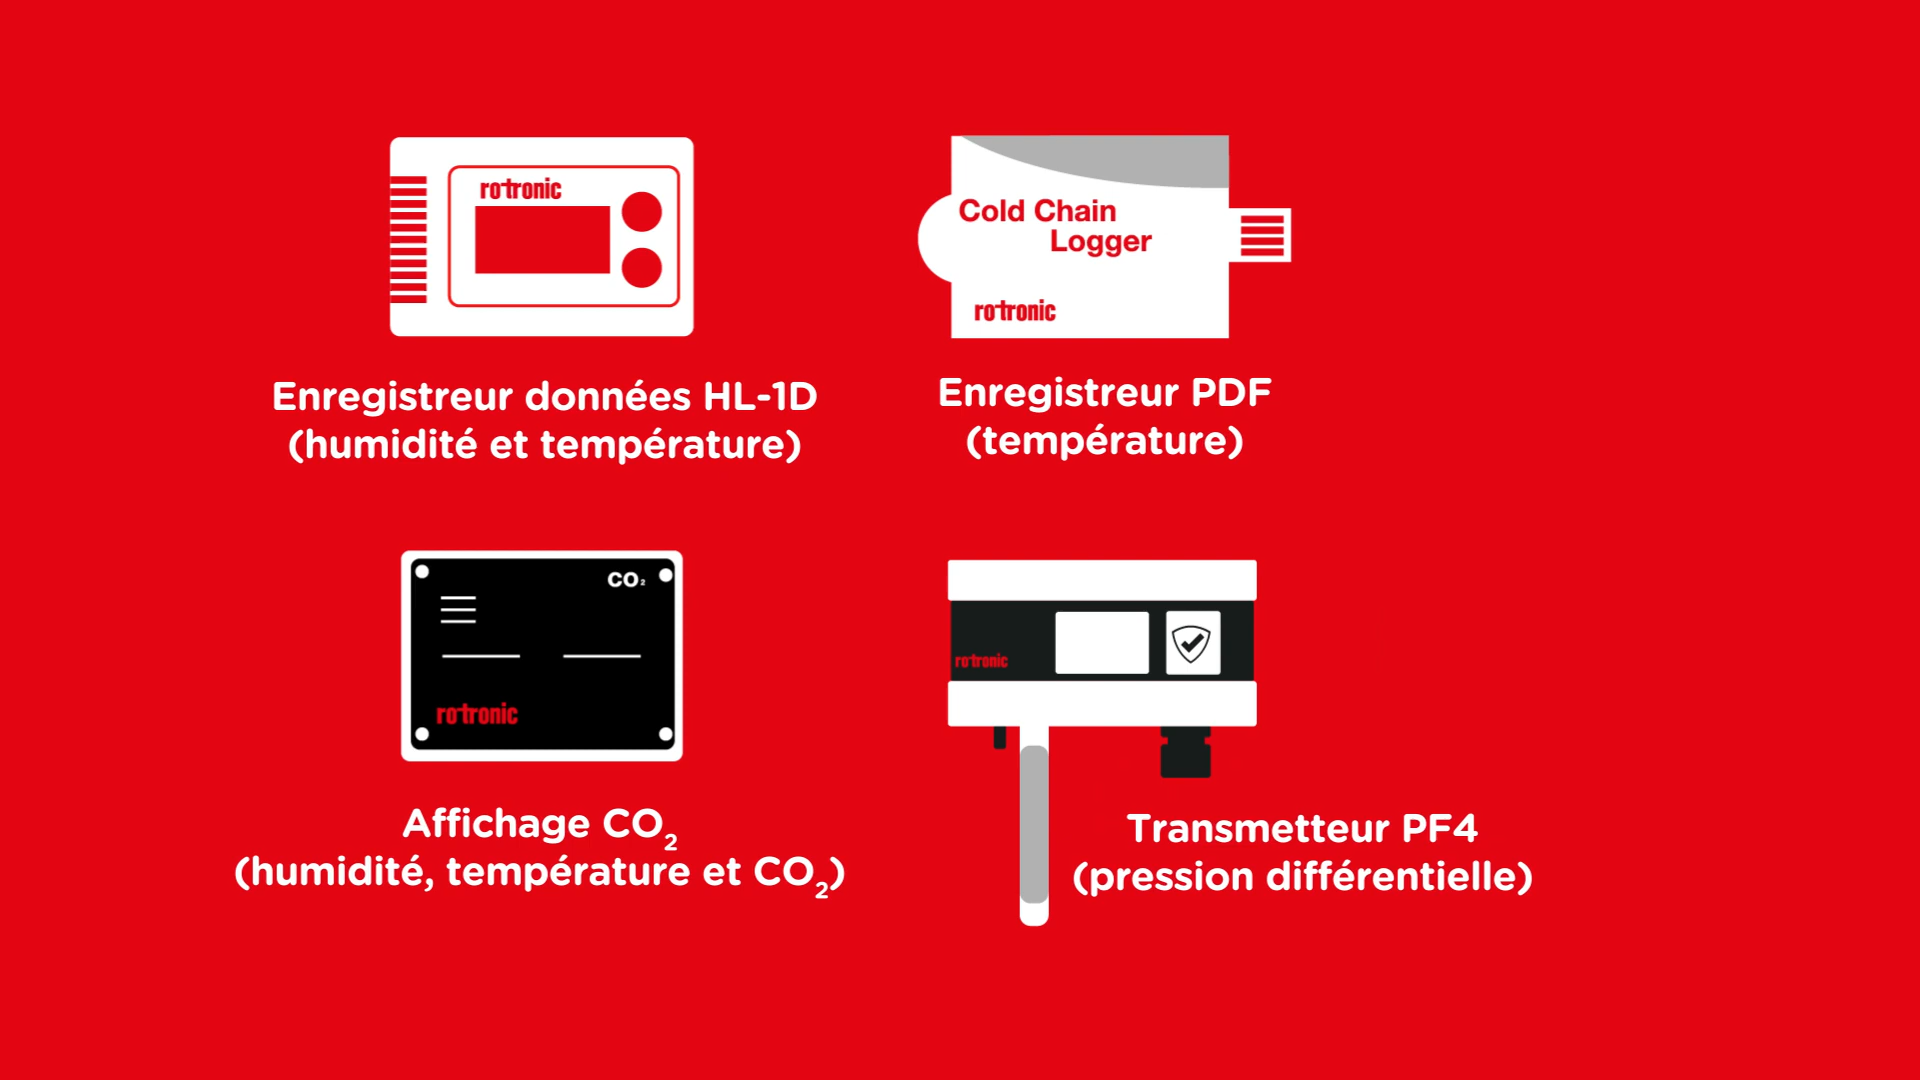 rotronic
Enregistreur données HL-1D
(humidité et température)
Cold Chain
Logger
rotronic
Enregistreur PDF
(température)
CO₂
rotronic
Affichage CO₂
(humidité, température et CO₂)
rotronic
Transmetteur PF4
(pression différentielle)